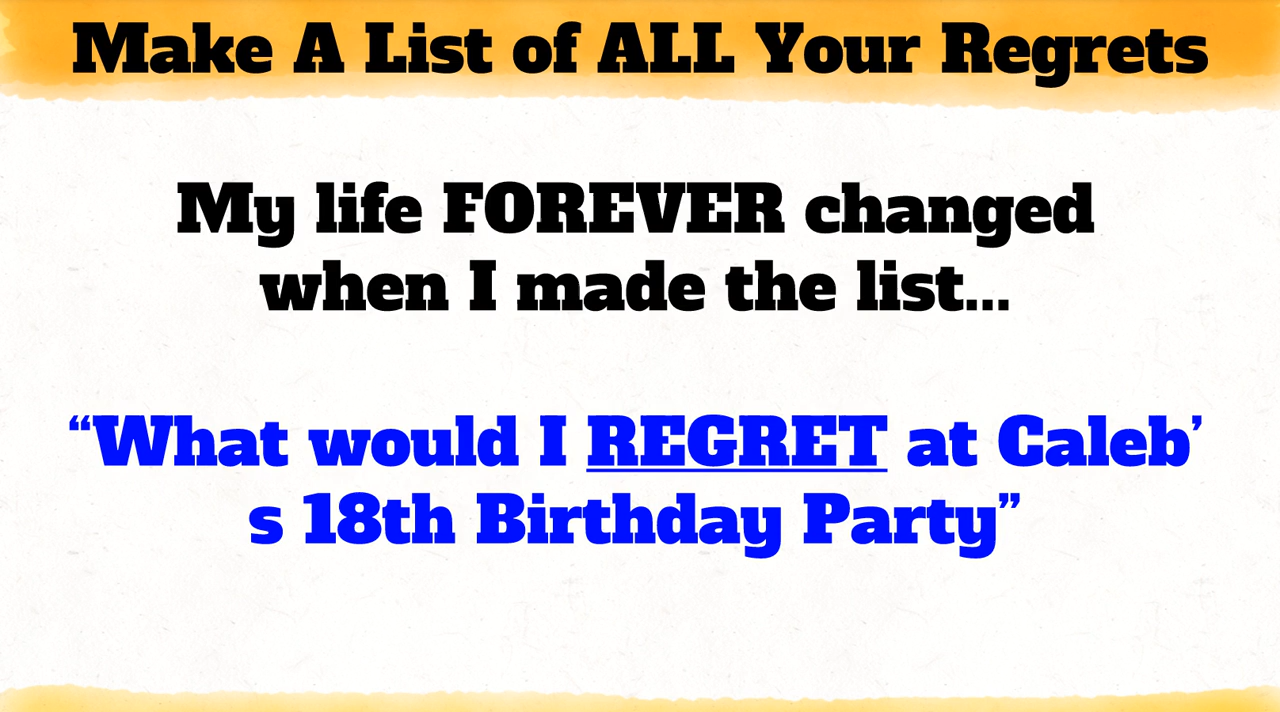 Make A List of ALL Your Regrets
My life FOREVER changed
when I made the list...
“What would I REGRET at Caleb’
s 18th Birthday Party”